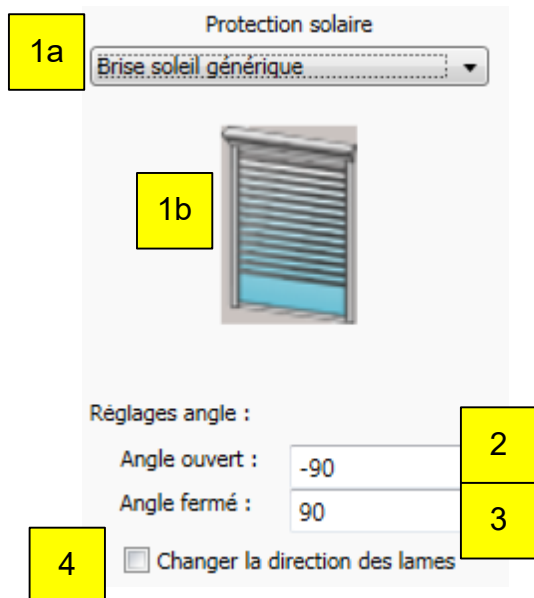 Protection solaire
1a
Brise soleil générique
1b
Réglages angle :
Angle ouvert : -90 2
Angle fermé : 90 3
4 Changer la direction des lames